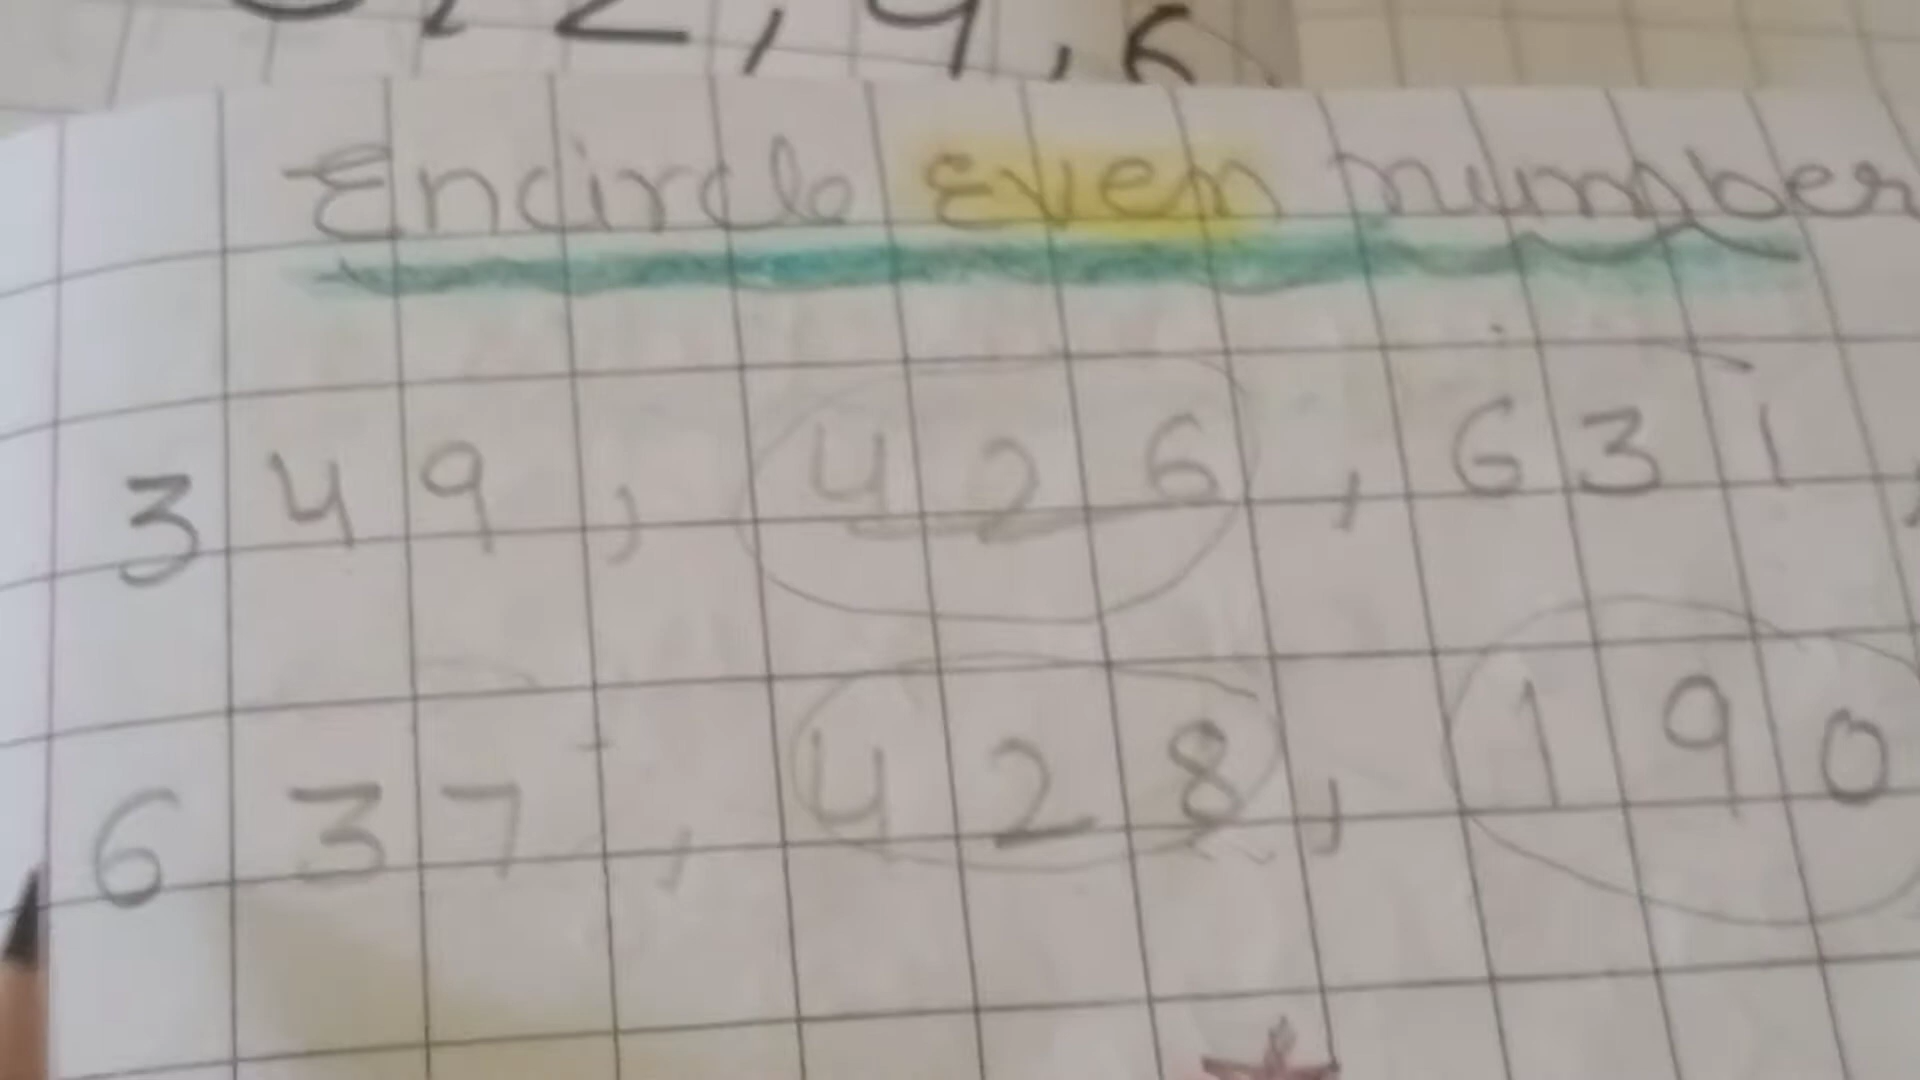 Encircle Even number
349, 426, 631,
637, 428, 190